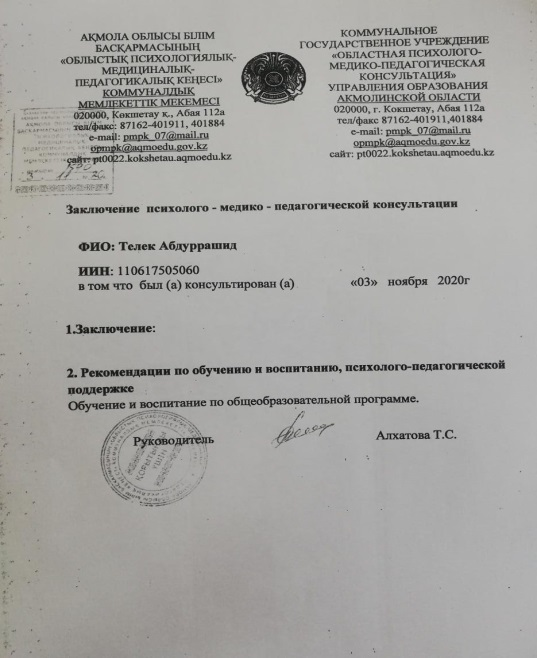 АҚМОЛА ОБЛЫСЫ БІЛІМ
БАСҚАРМАСЫНЫҢ
«ОБЛЫСТЫҚ ПСИХОЛОГИЯЛЫҚ-
МЕДИЦИНАЛЫҚ-
ПЕДАГОГИКАЛЫҚ КЕҢЕСІ»
КОММУНАЛДЫҚ
МЕМЛЕКЕТТІК МЕКЕМЕСІ
020000, Көкшетау қ., Абая 112а
тел/факс: 87162-401911, 401884
e-mail: pmpk_07@mail.ru
opmpk@aqmoedu.gov.kz
сайт: pt0022.kokshetau.aqmoedu.kz
КОММУНАЛЬНОЕ
ГОСУДАРСТВЕННОЕ УЧРЕЖДЕНИЕ
«ОБЛАСТНАЯ ПСИХОЛОГО-
МЕДИКО-ПЕДАГОГИЧЕСКАЯ
КОНСУЛЬТАЦИЯ»
УПРАВЛЕНИЯ ОБРАЗОВАНИЯ
АКМОЛИНСКОЙ ОБЛАСТИ
020000, г. Кокшетау, Абая 112а
тел/факс: 87162-401911,401884
e-mail: pmpk_07@mail.ru
opmpk@aqmoedu.gov.kz
сайт: pt0022.kokshetau.aqmoedu.kz
Заключение психолого - медико - педагогической консультации
ФИО: Телек Абдуррашид
ИИН: 110617505060
в том что был (а) консультирован (а) «03» ноября 2020г
1.Заключение:
2. Рекомендации по обучению и воспитанию, психолого-педагогической
поддержке
Обучение и воспитание по общеобразовательной программе.
Руководитель Алхатова Т.С.